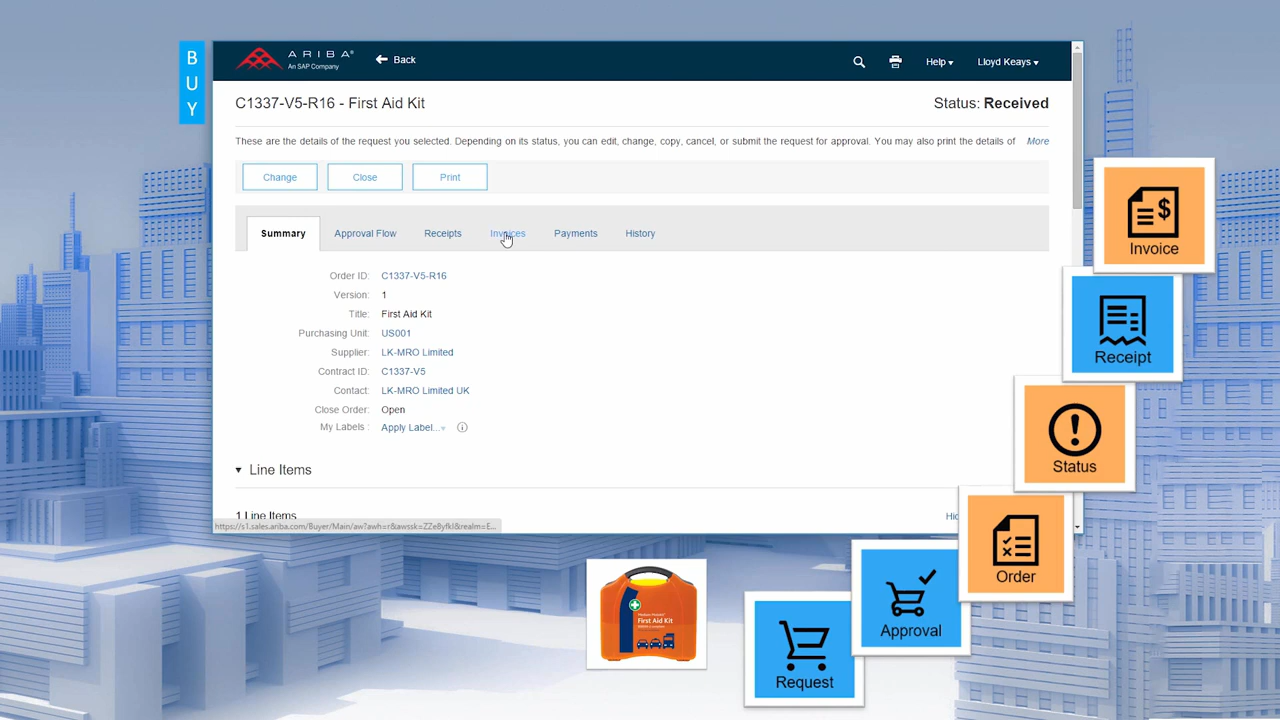 B
U
Y
ARIBA®
An SAP Company
Back
Help
Lloyd Keays
C1337-V5-R16 - First Aid Kit
Status: Received
These are the details of the request you selected. Depending on its status, you can edit, change, copy, cancel, or submit the request for approval. You may also print the details of More
Change Close Print
Summary Approval Flow Receipts Invoices Payments History
Order ID: C1337-V5-R16
Version: 1
Title: First Aid Kit
Purchasing Unit: US001
Supplier: LK-MRO Limited
Contract ID: C1337-V5
Contact: LK-MRO Limited UK
Close Order: Open
My Labels: Apply Label...
Line Items
1 Line Items
Invoice
Receipt
Status
Order
Approval
Request
First Aid Kit